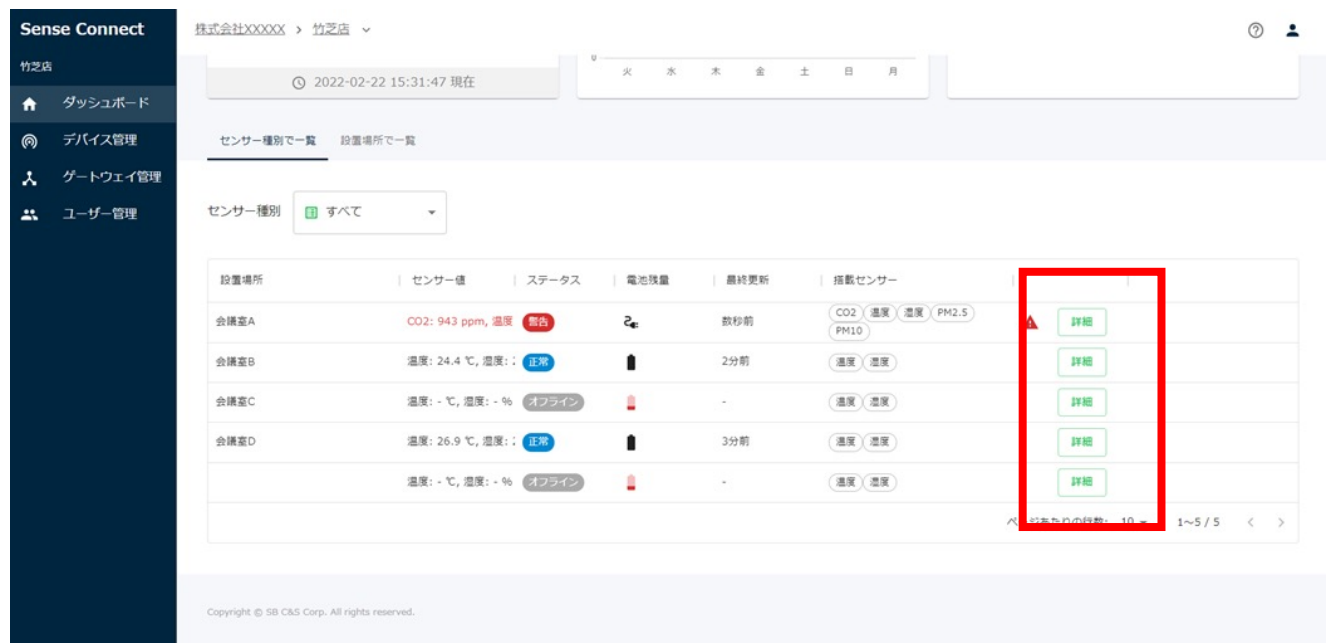 Sense Connect
株式会社XXXXX > 竹芝店
竹芝店
0
火 水 木 金 土 日 月
2022-02-22 15:31:47 現在
ダッシュボード
デバイス管理
ゲートウェイ管理
ユーザー管理
センサー種別で一覧 設置場所で一覧
センサー種別 すべて
設置場所 センサー値 ステータス 電池残量 最終更新 搭載センサー
会議室A CO2: 943 ppm, 温度 警告 数秒前 CO2 温度 湿度 PM2.5 PM10 詳細
会議室B 温度: 24.4 ℃, 湿度: 正常 2分前 温度 湿度 詳細
会議室C 温度: - ℃, 湿度: - % オフライン - 温度 湿度 詳細
会議室D 温度: 26.9 ℃, 湿度: 正常 3分前 温度 湿度 詳細
温度: - ℃, 湿度: - % オフライン - 温度 湿度 詳細
ページあたりの行数: 10 1~5 / 5 < >
Copyright © SB C&S Corp. All rights reserved.